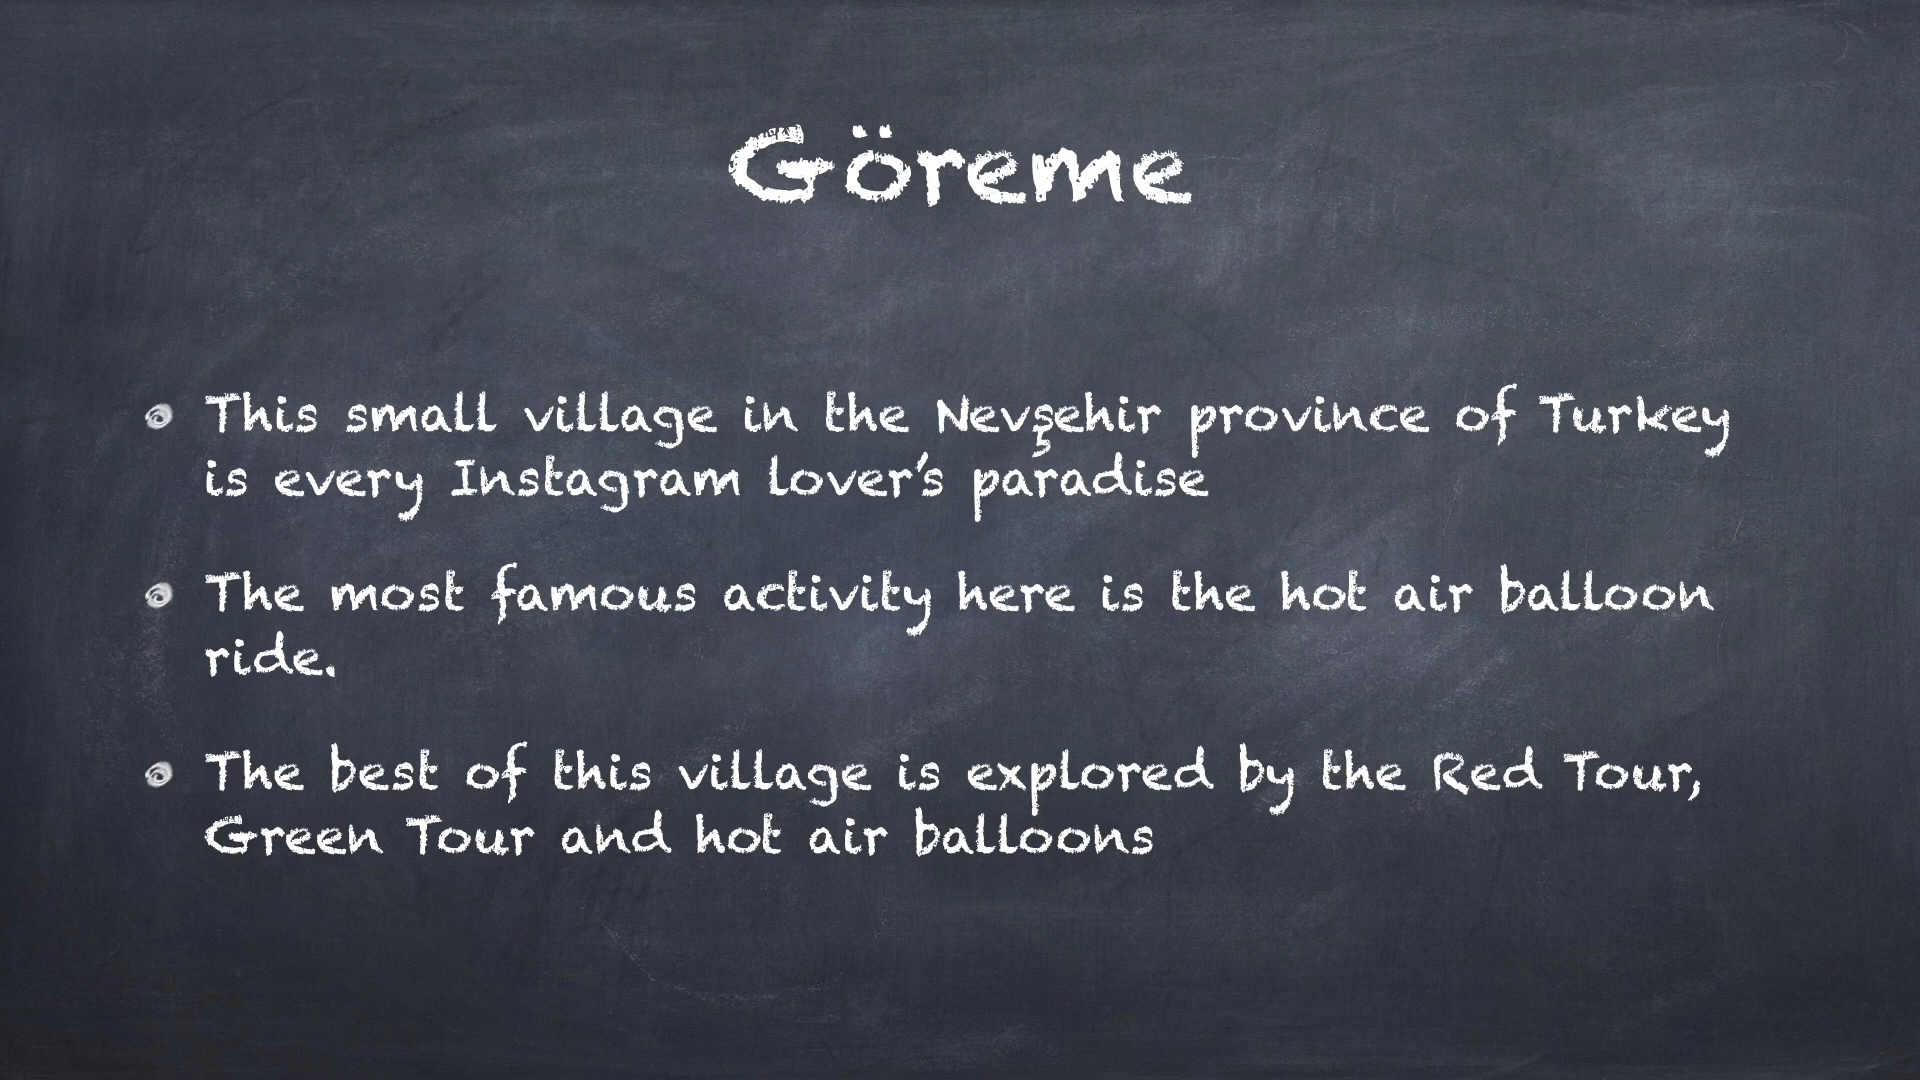 Göreme
This small village in the Nevşehir province of Turkey
is every Instagram lover's paradise
The most famous activity here is the hot air balloon
ride.
The best of this village is explored by the Red Tour,
Green Tour and hot air balloons